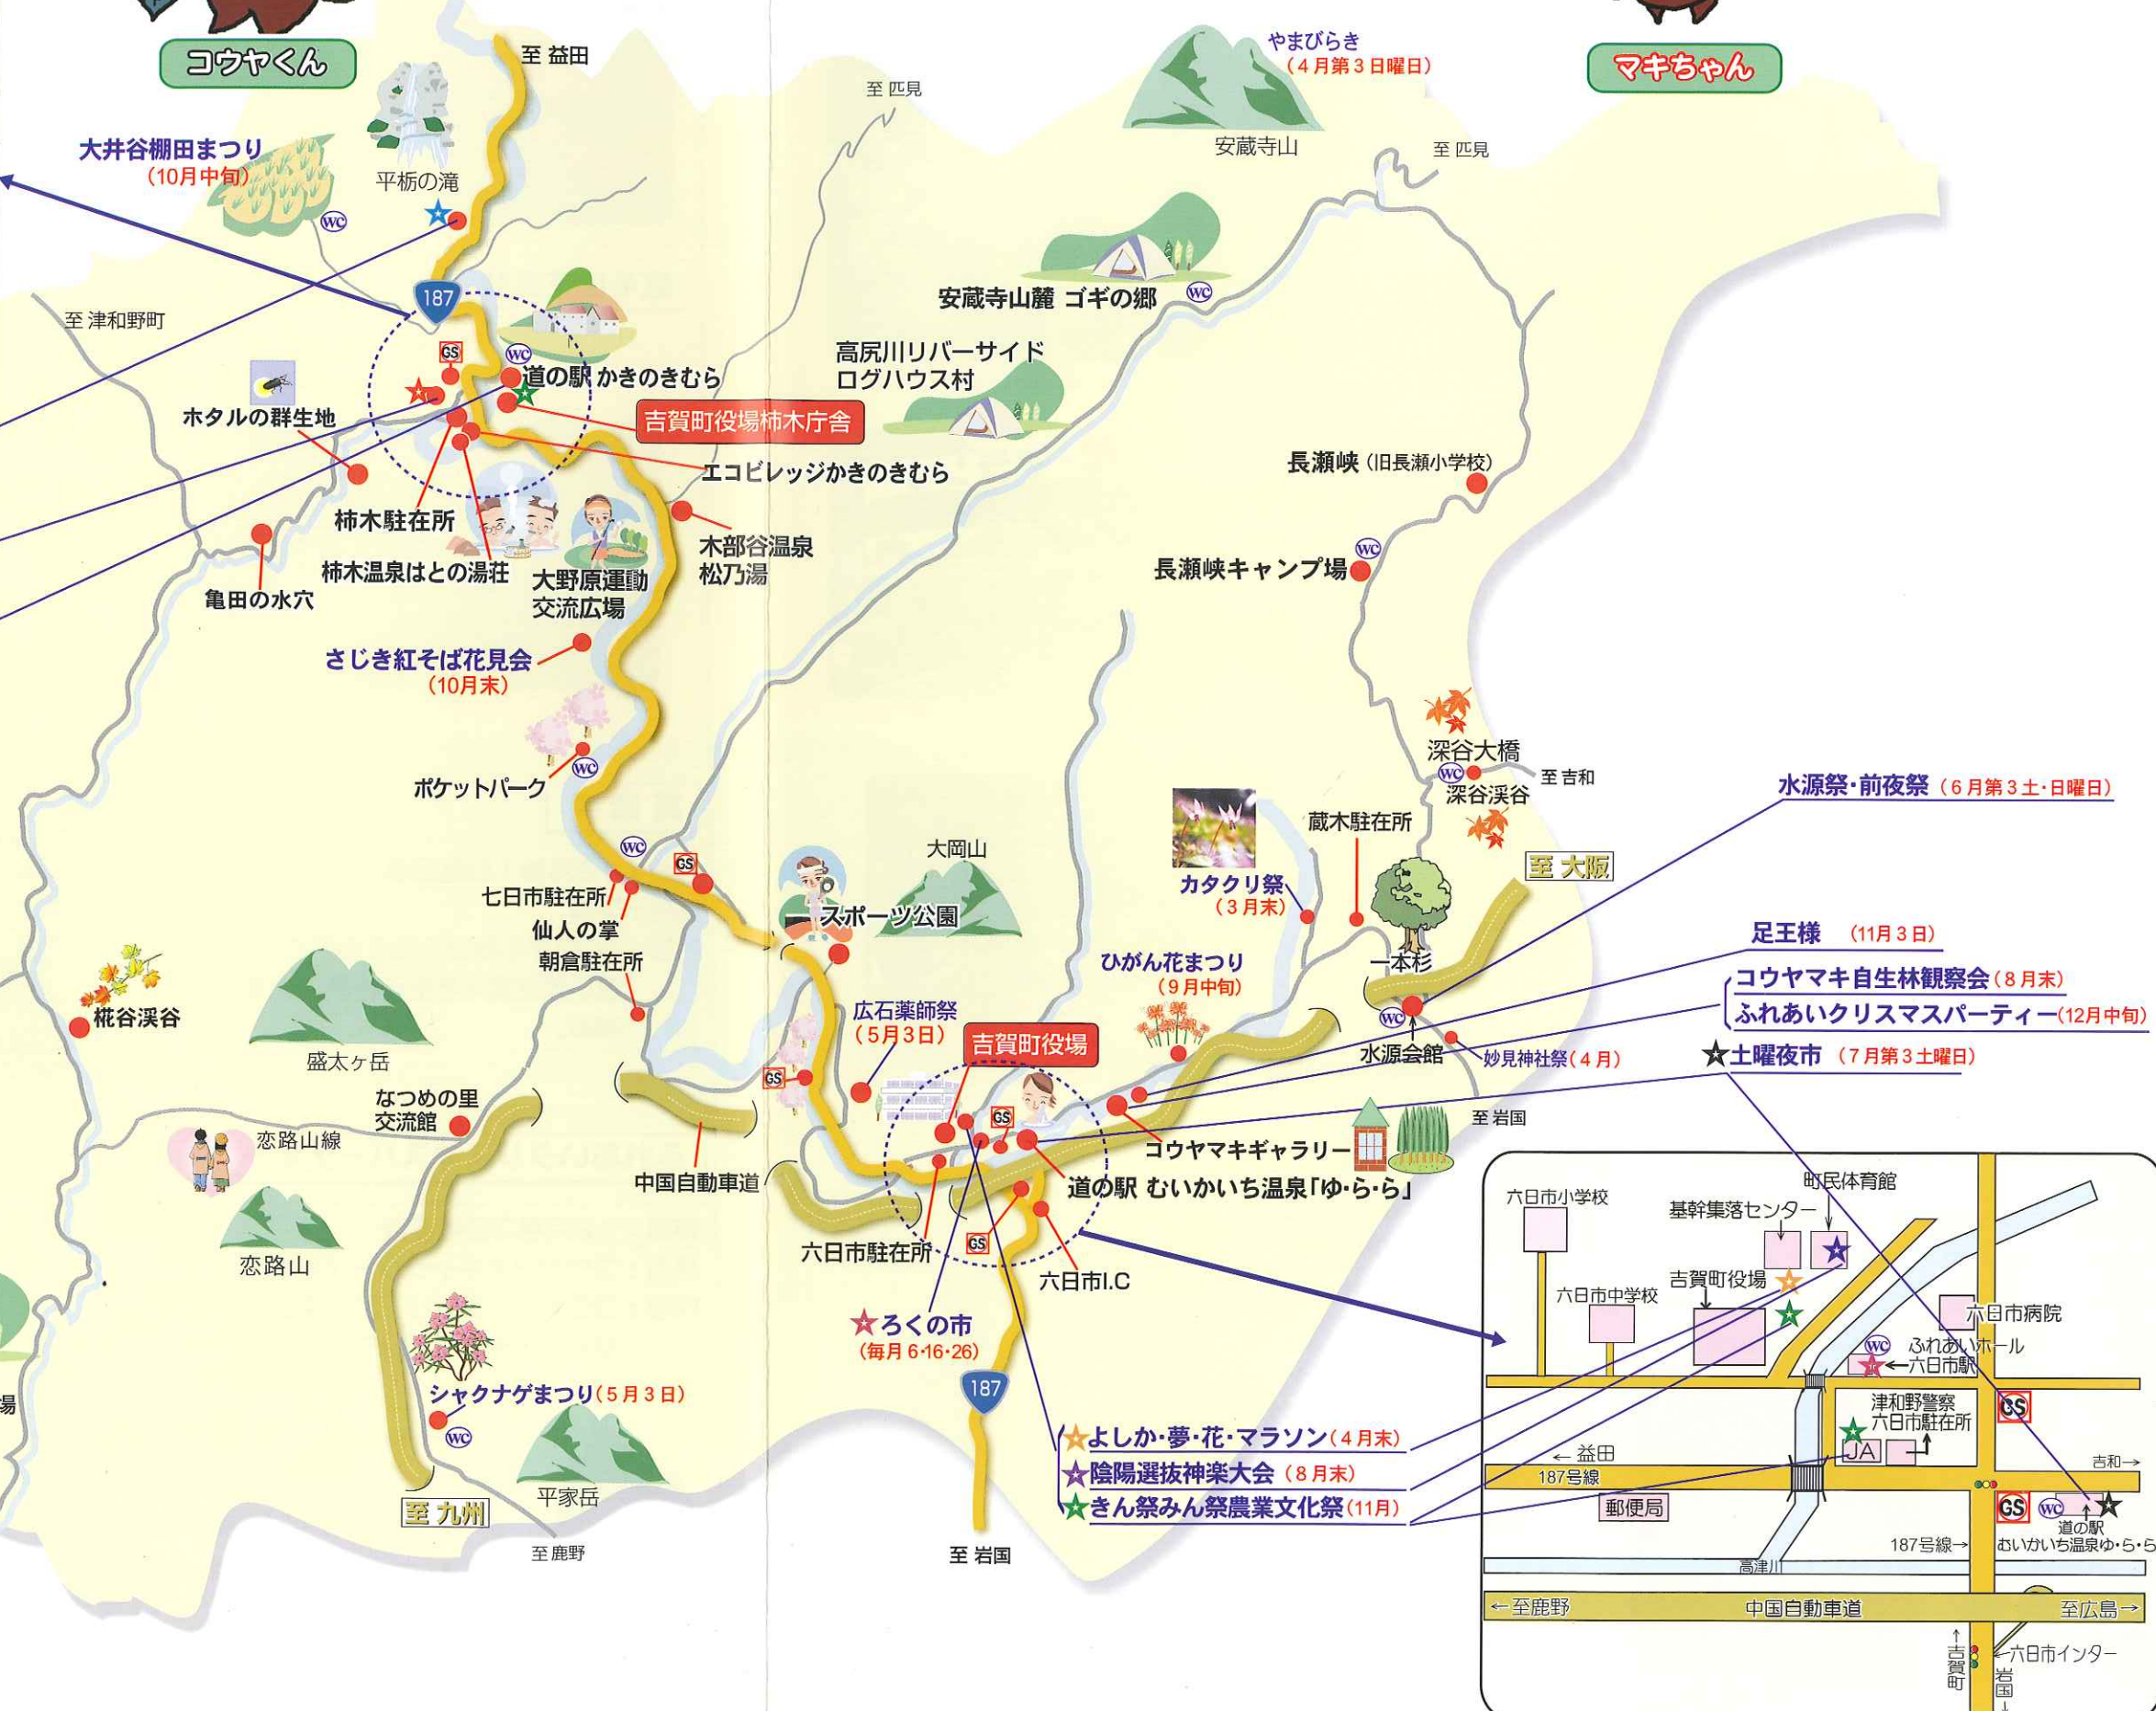 コウヤくん
マキちゃん
至 益田
やまびらき
(4月第3日曜日)
安蔵寺山
至 匹見
至 匹見
大井谷棚田まつり
(10月中旬)
WC
平栃の滝
187
至 津和野町
GS
WC
道の駅 かきのきむら
吉賀町役場柿木庁舎
エコビレッジかきのきむら
ホタルの群生地
柿木駐在所
柿木温泉はとの湯荘
亀田の水穴
大野原運動
交流広場
木部谷温泉
松乃湯
安蔵寺山麓 ゴギの郷
WC
高尻川リバーサイド
ログハウス村
長瀬峡(旧長瀬小学校)
WC
長瀬峡キャンプ場
さじき紅そば花見会
(10月末)
ポケットパーク
WC
深谷大橋
WC
至 吉和
深谷渓谷
水源祭・前夜祭(6月第3土・日曜日)
WC
GS
七日市駐在所
仙人の掌
朝倉駐在所
スポーツ公園
大岡山
カタクリ祭
(3月末)
蔵木駐在所
至 大阪
一本杉
足王様 (11月3日)
コウヤマキ自生林観察会(8月末)
ふれあいクリスマスパーティー(12月中旬)
土曜夜市 (7月第3土曜日)
ひがん花まつり
(9月中旬)
WC
水源会館
妙見神社祭(4月)
至 岩国
椛谷渓谷
盛太ヶ岳
広石薬師祭
(5月3日)
吉賀町役場
GS
GS
なつめの里
交流館
恋路山線
恋路山
中国自動車道
コウヤマキギャラリー
道の駅 むいかいち温泉「ゆ・ら・ら」
六日市駐在所
GS
六日市I.C
ろくの市
(毎月6・16・26)
187
シャクナゲまつり(5月3日)
WC
平家岳
至 九州
至 鹿野
至 岩国
場
よしか・夢・花・マラソン(4月末)
陰陽選抜神楽大会(8月末)
きん祭みん祭農業文化祭(11月)
六日市小学校
町民体育館
基幹集落センター
吉賀町役場
六日市中学校
六日市病院
WC
ふれあいホール
←六日市駅
津和野警察
六日市駐在所
JA
GS
← 益田
187号線
吉和→
郵便局
GS
WC
道の駅
むいかいち温泉ゆ・ら・ら
187号線→
高津川
←至鹿野
中国自動車道
至広島→
←吉賀町
岩国→
←六日市インター